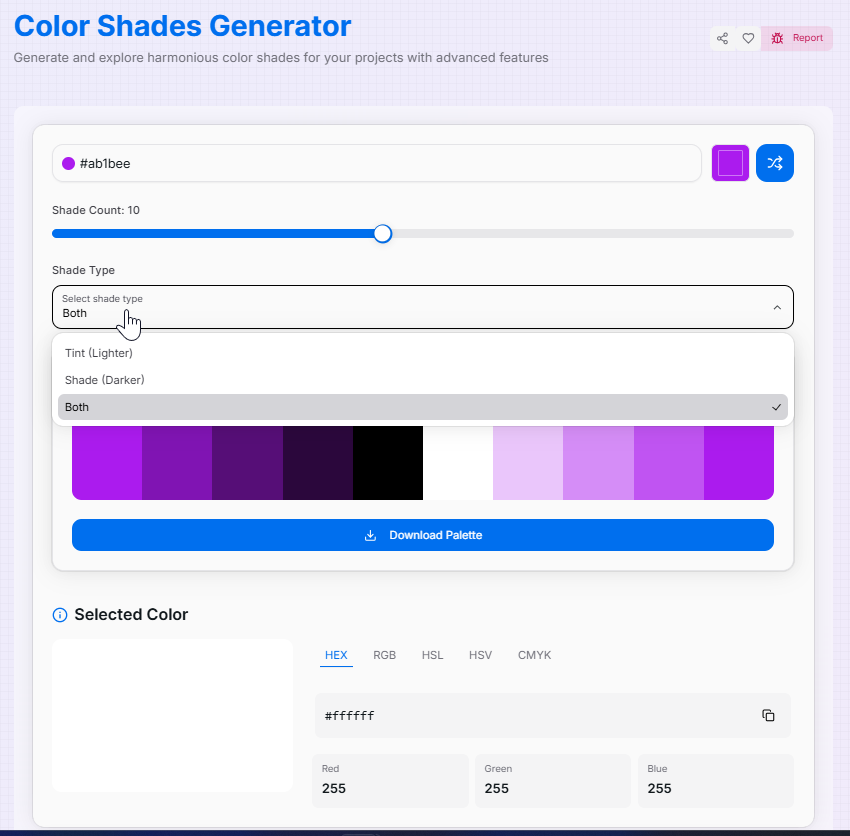 Color Shades Generator
Generate and explore harmonious color shades for your projects with advanced features
Report
#ab1bee
Shade Count: 10
Shade Type
Select shade type
Both
Tint (Lighter)
Shade (Darker)
Both
Download Palette
Selected Color
HEX RGB HSL HSV CMYK
#ffffff
Red Green Blue
255 255 255